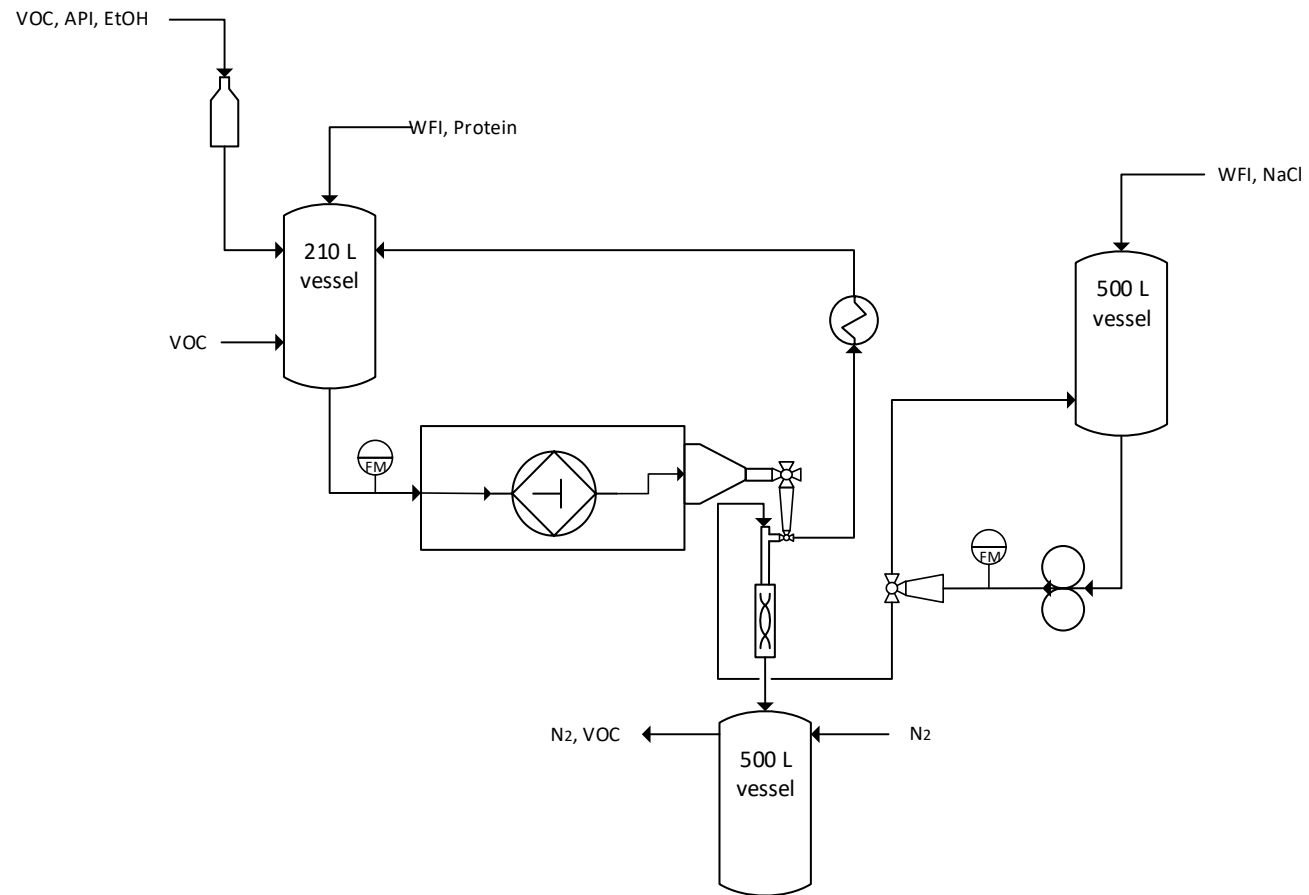 VOC, API, EtOH
WFI, Protein
WFI, NaCl
210 L
vessel
500 L
vessel
VOC
FM
FM
N2, VOC
N2
500 L
vessel